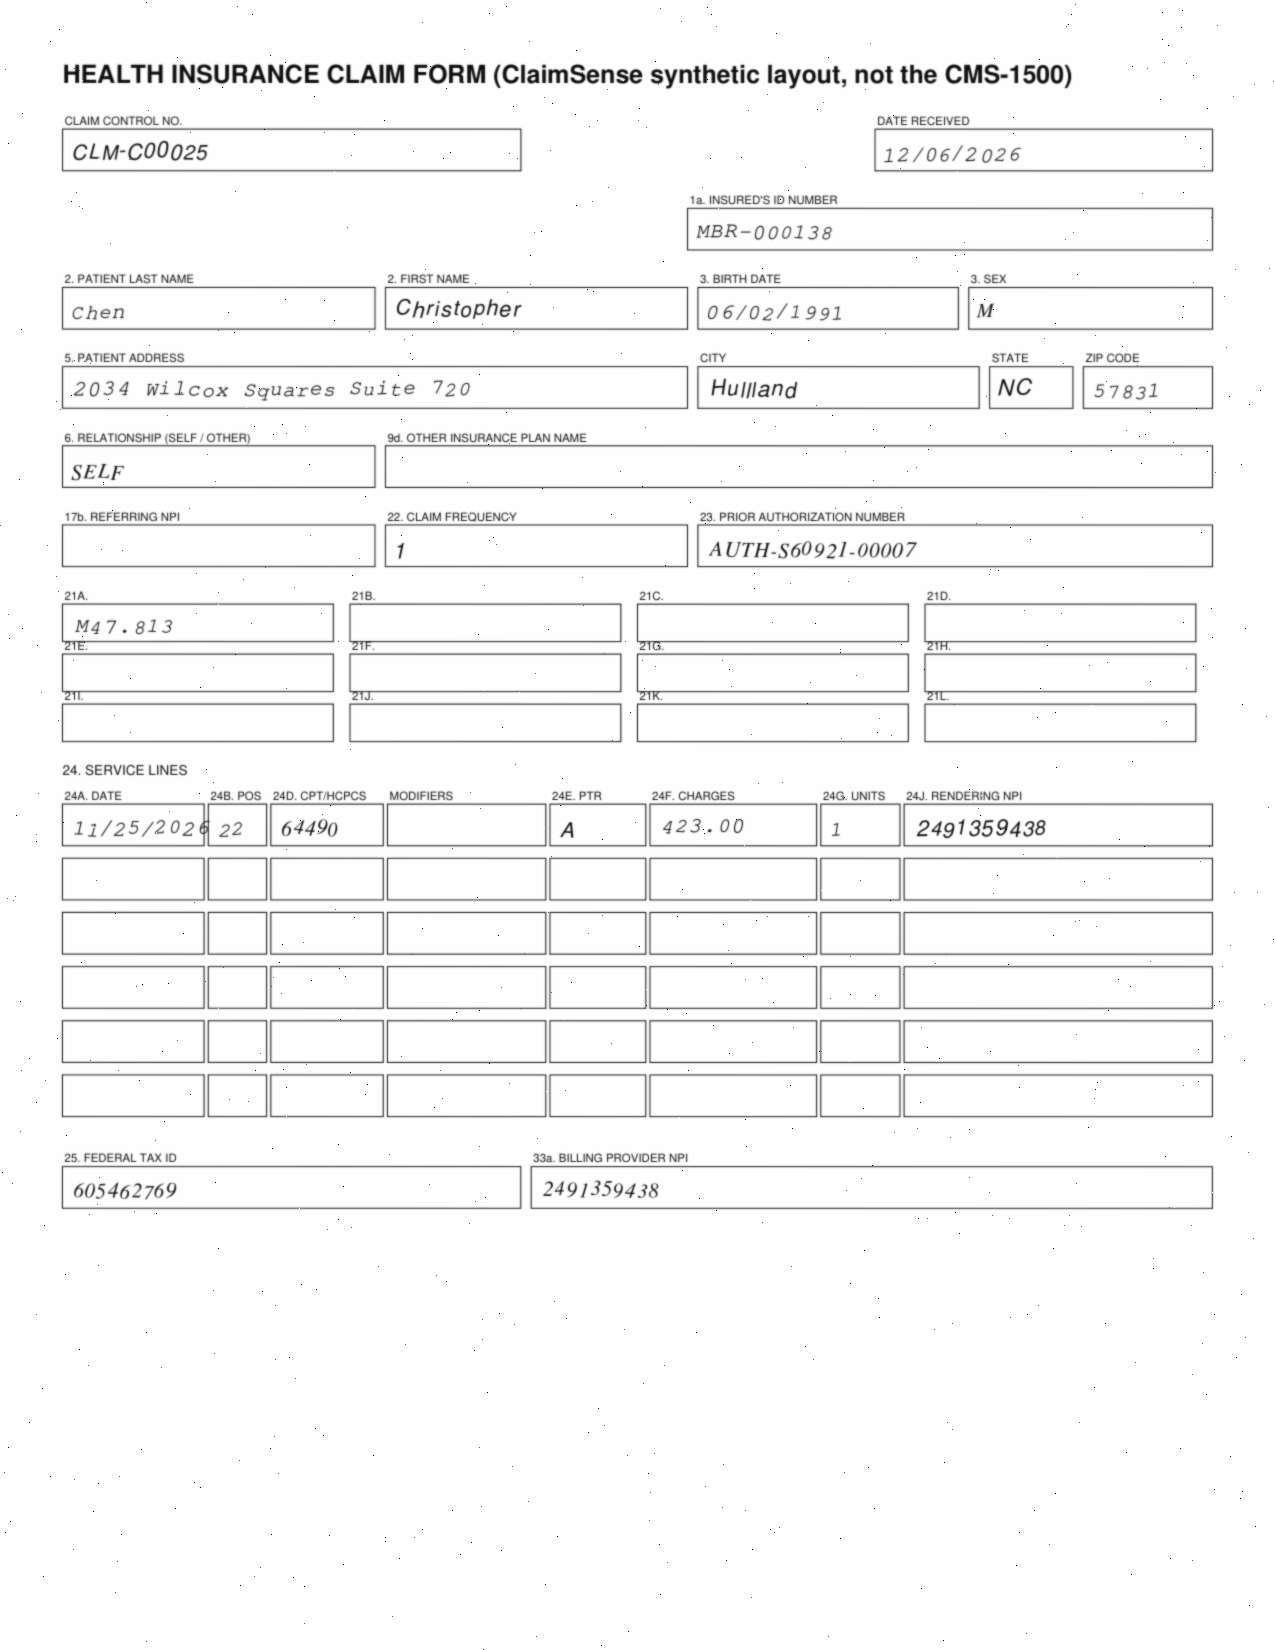 HEALTH INSURANCE CLAIM FORM (ClaimSense synthetic layout, not the CMS-1500)
CLAIM CONTROL NO. DATE RECEIVED
CLM-C00025 12/06/2026
1a. INSURED'S ID NUMBER
MBR-000138
2. PATIENT LAST NAME 2. FIRST NAME 3. BIRTH DATE 3. SEX
Chen Christopher 06/02/1991 M
5. PATIENT ADDRESS CITY STATE ZIP CODE
2034 Wilcox Squares Suite 720 Hullland NC 57831
6. RELATIONSHIP (SELF / OTHER) 9d. OTHER INSURANCE PLAN NAME
SELF
17b. REFERRING NPI 22. CLAIM FREQUENCY 23. PRIOR AUTHORIZATION NUMBER
1 AUTH-S60921-00007
21A. 21B. 21C. 21D.
M47.813
21E. 21F. 21G. 21H.
21I. 21J. 21K. 21L.
24. SERVICE LINES
24A. DATE 24B. POS 24D. CPT/HCPCS MODIFIERS 24E. PTR 24F. CHARGES 24G. UNITS 24J. RENDERING NPI
11/25/2026 22 64490 A 423.00 1 2491359438
25. FEDERAL TAX ID 33a. BILLING PROVIDER NPI
605462769 2491359438